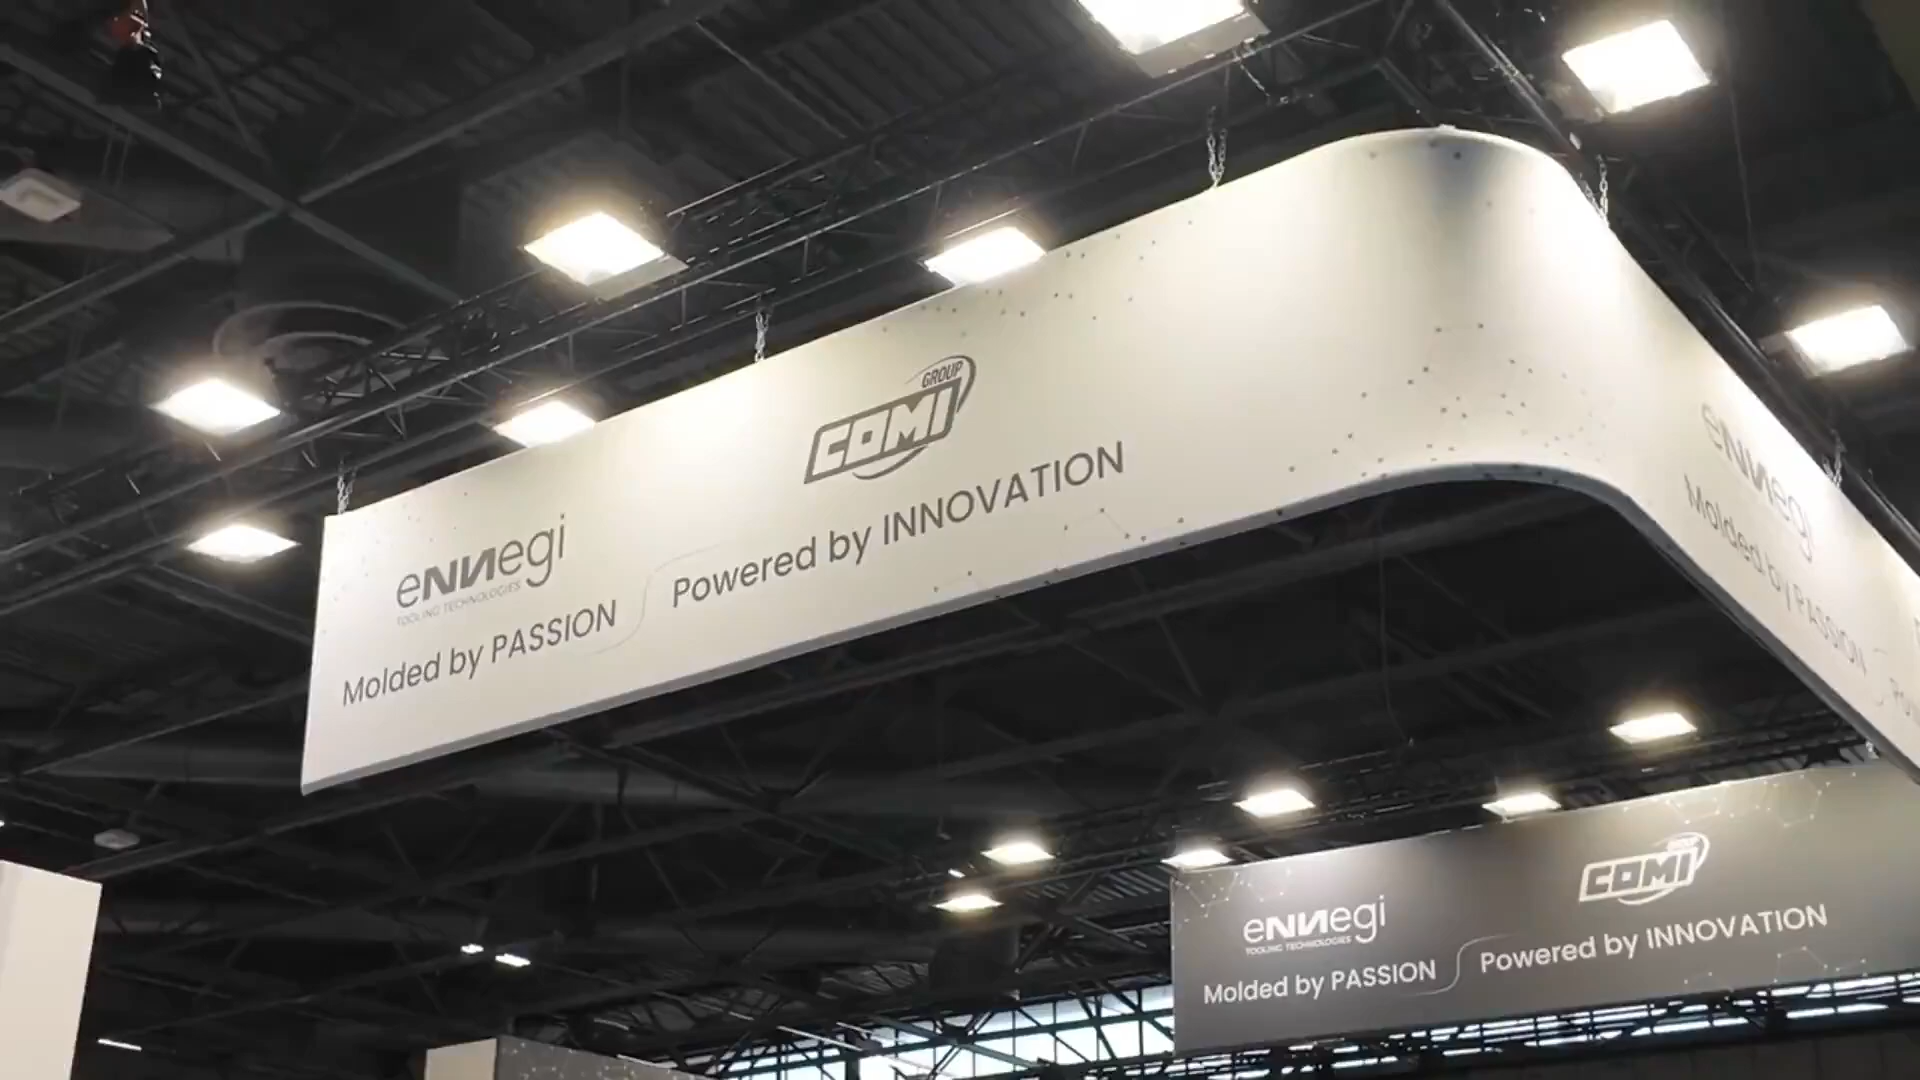 GROUP
COMI
eNNegi
TOOLING TECHNOLOGIES
Molded by PASSION
Powered by INNOVATION
eNNegi
Molded by PASSION
GROUP
COMI
eNNegi
TOOLING TECHNOLOGIES
Molded by PASSION
Powered by INNOVATION